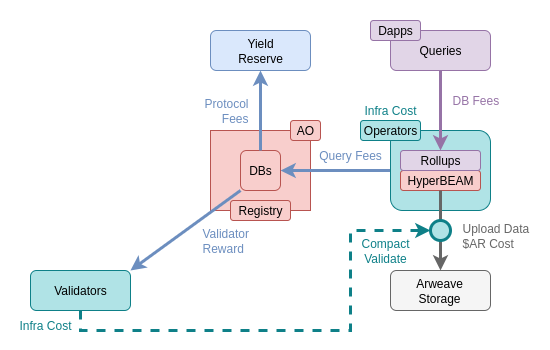 Dapps
Yield
Reserve
Queries
Protocol
Fees
DB Fees
Infra Cost
AO
Operators
Query Fees
DBs
Rollups
HyperBEAM
Registry
Validator
Reward
Upload Data
$AR Cost
Compact
Validate
Validators
Arweave
Storage
Infra Cost